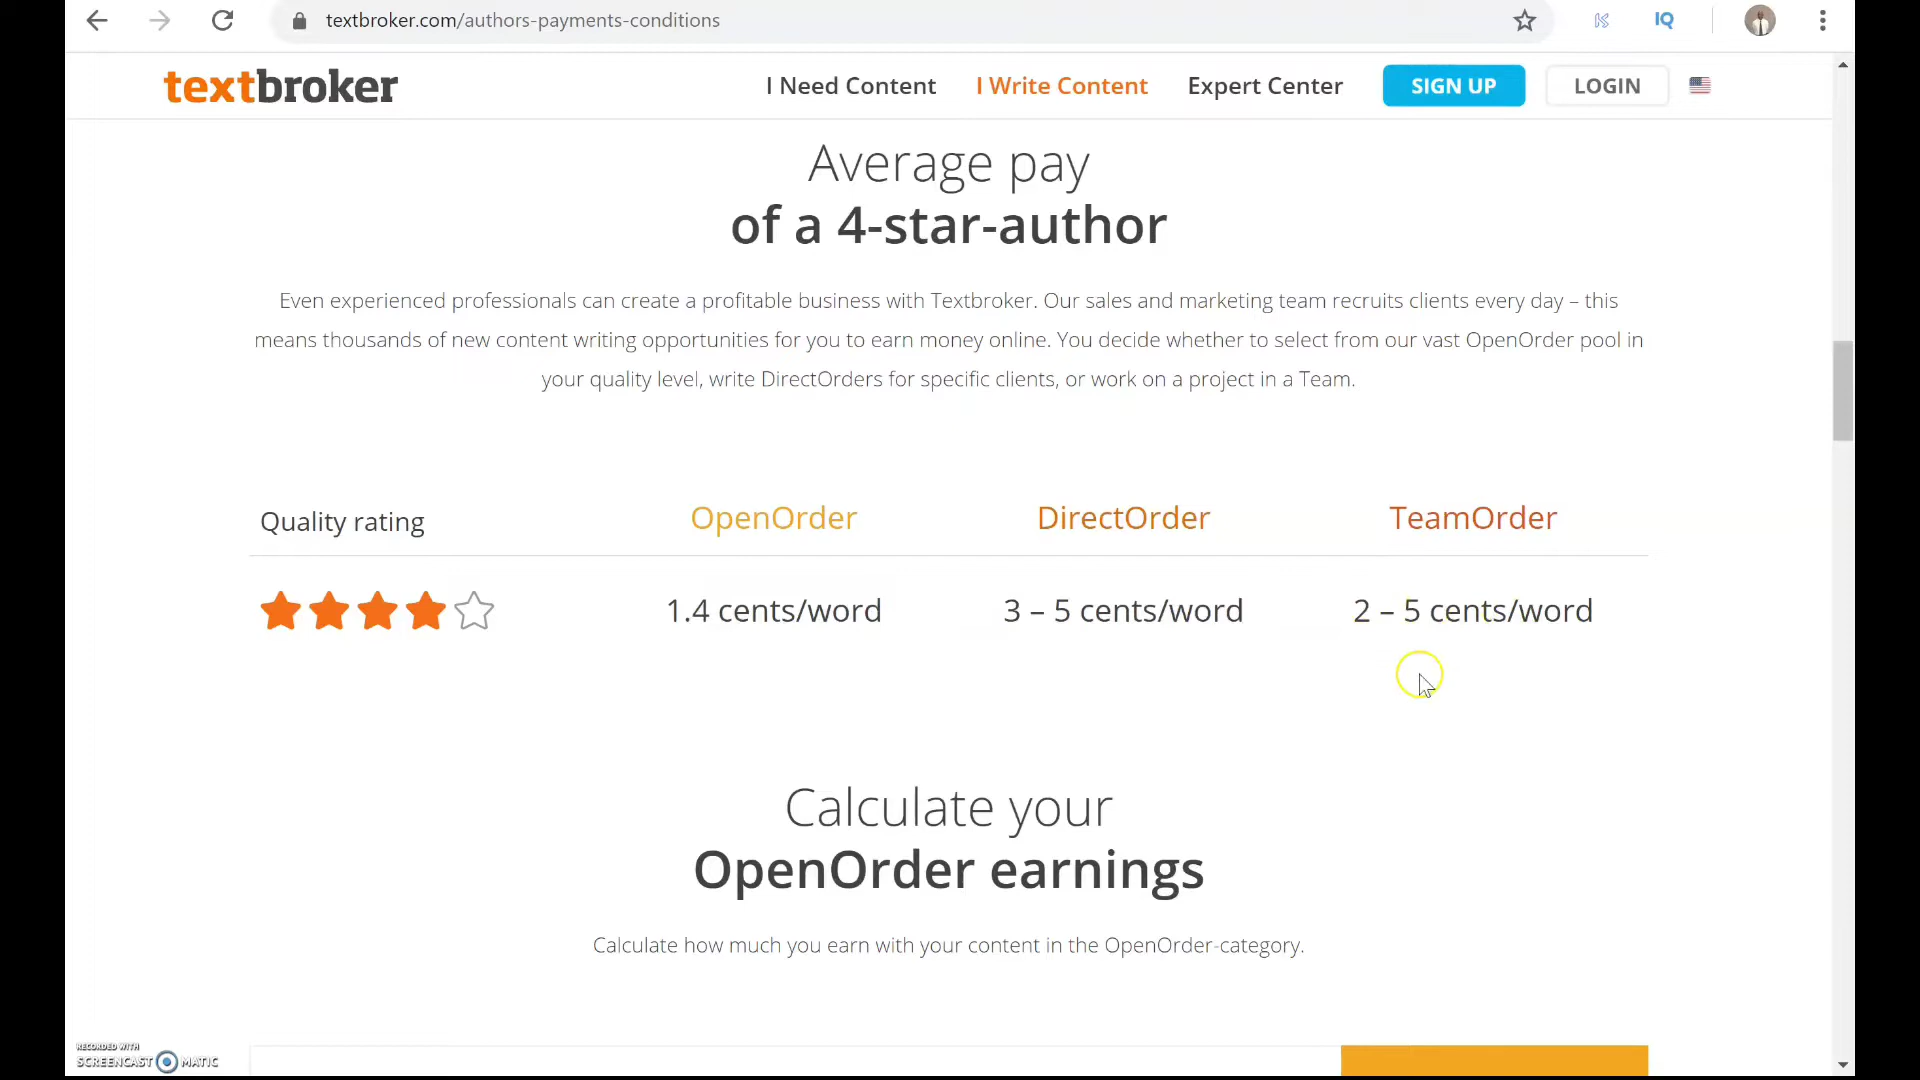 textbroker.com/authors-payments-conditions
IQ
textbroker
I Need Content
I Write Content
Expert Center
SIGN UP
LOGIN
Average pay
of a 4-star-author
Even experienced professionals can create a profitable business with Textbroker. Our sales and marketing team recruits clients every day – this
means thousands of new content writing opportunities for you to earn money online. You decide whether to select from our vast OpenOrder pool in
your quality level, write DirectOrders for specific clients, or work on a project in a Team.
Quality rating OpenOrder DirectOrder TeamOrder
1.4 cents/word 3 – 5 cents/word 2 – 5 cents/word
Calculate your
OpenOrder earnings
Calculate how much you earn with your content in the OpenOrder-category.
RECORDED WITH
SCREENCAST MATIC